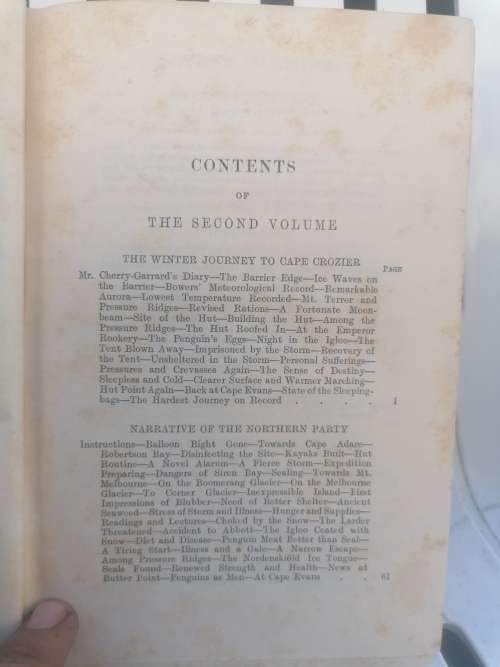 CONTENTS
OF
THE SECOND VOLUME
THE WINTER JOURNEY TO CAPE CROZIER
PAGE
Mr. Cherry-Garrard's Diary—The Barrier Edge—Ice Waves on
the Barrier—Bowers' Meteorological Record—Remarkable
Aurora—Lowest Temperature Recorded—Mt. Terror and
Pressure Ridges—Revised Rations—A Fortunate Moon-
beam—Site of the Hut—Building the Hut—Among the
Pressure Ridges—The Hut Roofed In—At the Emperor
Rookery—The Penguin's Eggs—Night in the Igloo—The
Tent Blown Away—Imprisoned by the Storm—Recovery of
the Tent—Unsheltered in the Storm—Personal Sufferings—
Pressures and Crevasses Again—The Sense of Destiny—
Sleepless and Cold—Clearer Surface and Warmer Marching—
Hut Point Again—Back at Cape Evans—State of the Sleeping-
bags—The Hardest Journey on Record . . . . 1
NARRATIVE OF THE NORTHERN PARTY
Instructions—Balloon Bight Gone—Towards Cape Adare—
Robertson Bay—Disinfecting the Site—Kayaks Built—Hut
Routine—A Novel Alarum—A Fierce Storm—Expedition
Preparing—Dangers of Siren Bay—Sealing—Towards Mt.
Melbourne—On the Boomerang Glacier—On the Melbourne
Glacier—To Corner Glacier—Inexpressible Island—First
Impressions of Blubber—Need of Better Shelter—Ancient
Seaweed—Stress of Storm and Illness—Hunger and Supplies—
Readings and Lectures—Choked by the Snow—The Larder
Threatened—Accident to Abbott—The Igloo Coated with
Snow—Diet and Disease—Penguin Meat Better than Seal—
A Tiring Start—Illness and a Gale—A Narrow Escape—
Among Pressure Ridges—The Nordenskiöld Ice Tongue—
Seals Found—Renewed Strength and Health—News at
Butter Point—Penguins as Men—At Cape Evans . . 61